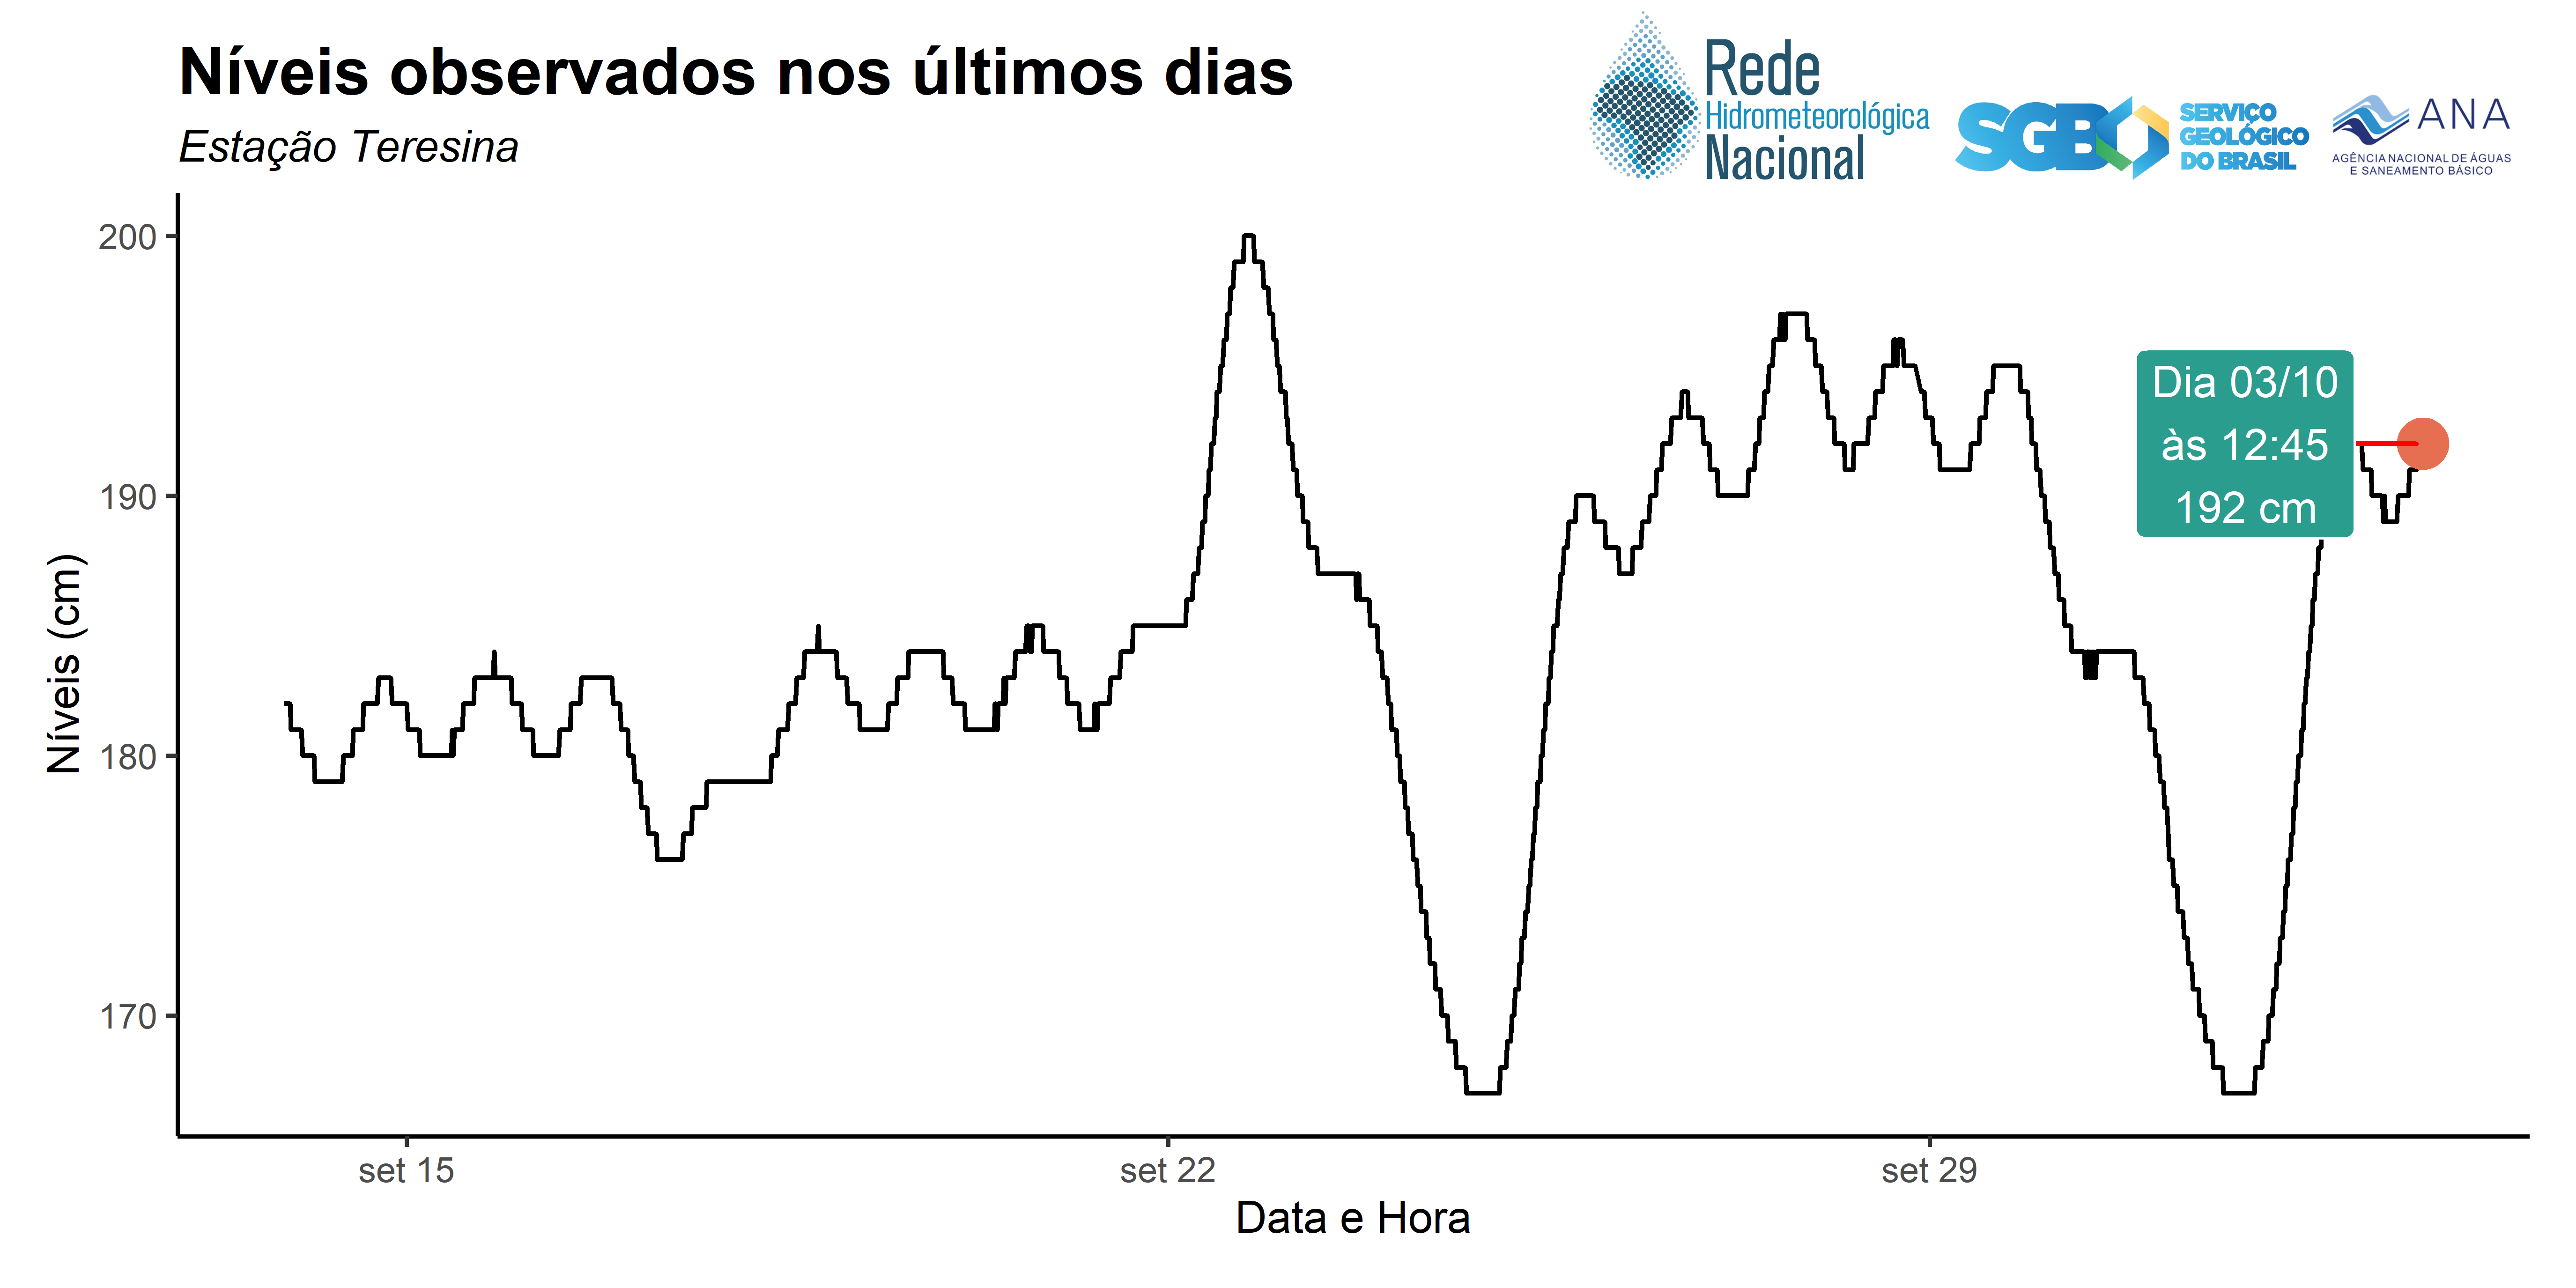 Níveis observados nos últimos dias
Estação Teresina
Rede
Hidrometeorológica
Nacional
SGB
SERVIÇO
GEOLÓGICO
DO BRASIL
ANA
AGÊNCIA NACIONAL DE ÁGUAS
E SANEAMENTO BÁSICO
Níveis (cm)
200
190
180
170
Dia 03/10
às 12:45
192 cm
set 15
set 22
set 29
Data e Hora